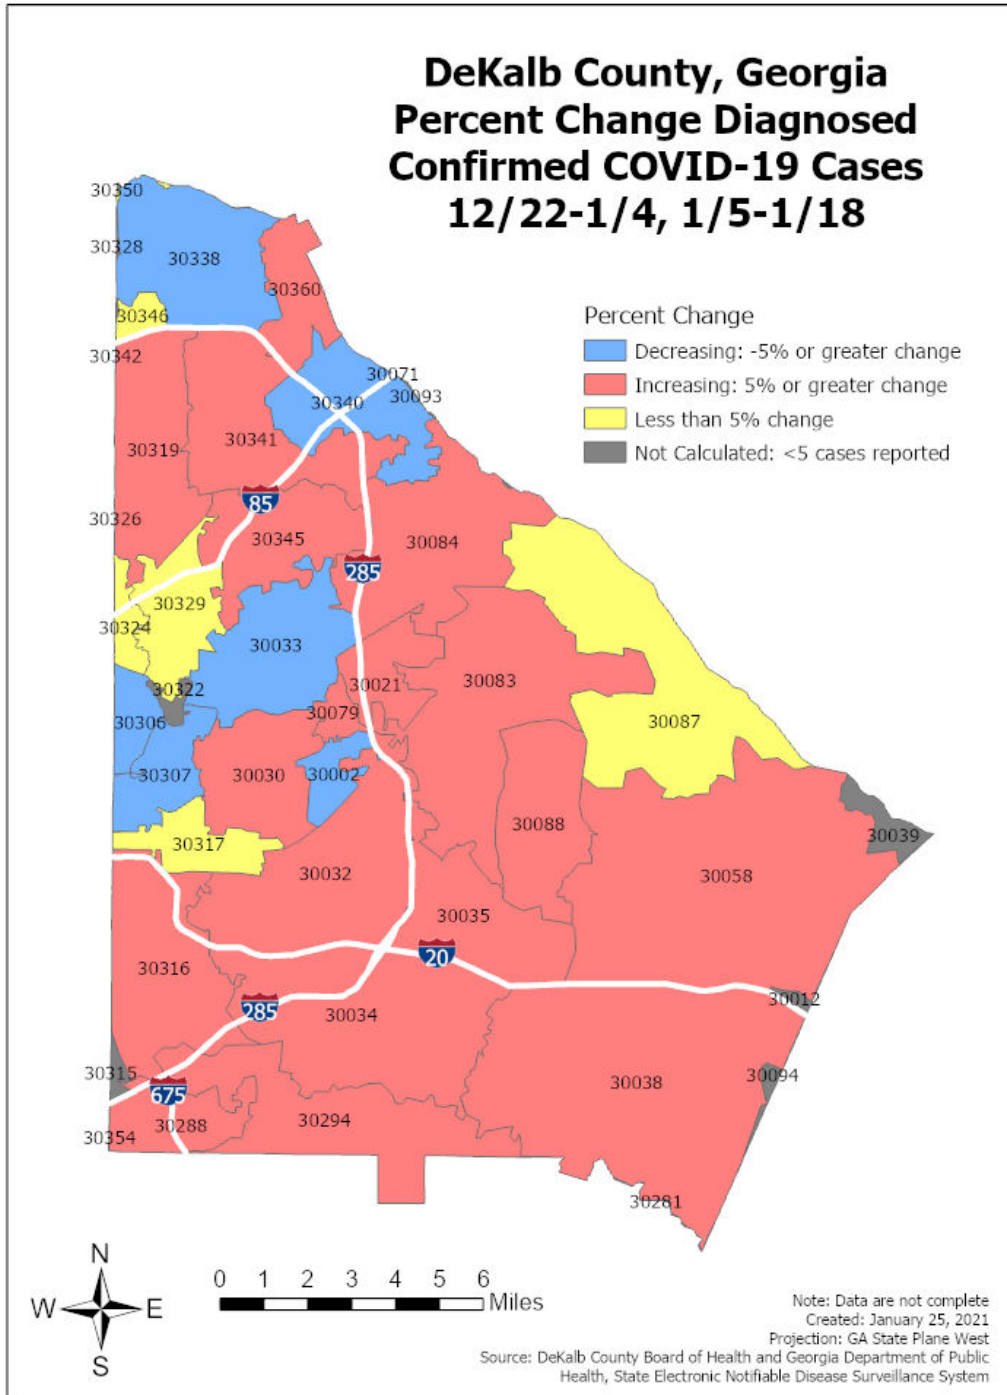 DeKalb County, Georgia
Percent Change Diagnosed
Confirmed COVID-19 Cases
12/22-1/4, 1/5-1/18
Percent Change
Decreasing: -5% or greater change
Increasing: 5% or greater change
Less than 5% change
Not Calculated: <5 cases reported
30350
30328
30338
30360
30346
30342
30071
30340
30093
30319
30341
85
30326
30345
30084
285
30329
30324
30033
30322
30021
30083
30079
30306
30087
30307
30030
30002
30317
30088
30039
30032
30058
30035
20
30316
30012
285
30034
30315
675
30038
30094
30354
30288
30294
30281
N
W
E
S
0 1 2 3 4 5 6
Miles
Note: Data are not complete
Created: January 25, 2021
Projection: GA State Plane West
Source: DeKalb County Board of Health and Georgia Department of Public
Health, State Electronic Notifiable Disease Surveillance System